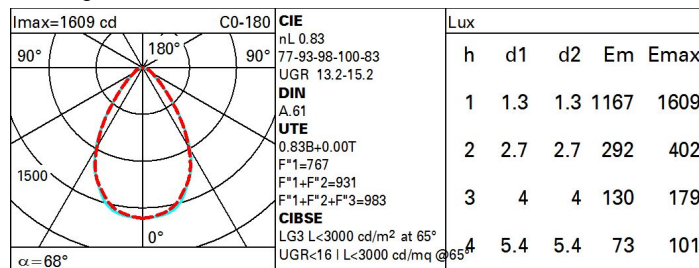 Imax=1609 cd C0-180
90° 180° 90°
1500
0°
α=68°
CIE
nL 0.83
77-93-98-100-83
UGR 13.2-15.2
DIN
A.61
UTE
0.83B+0.00T
F"1=767
F"1+F"2=931
F"1+F"2+F"3=983
CIBSE
LG3 L<3000 cd/m² at 65°
UGR<16 | L<3000 cd/mq @65°
Lux
h d1 d2 Em Emax
1 1.3 1.3 1167 1609
2 2.7 2.7 292 402
3 4 4 130 179
4 5.4 5.4 73 101